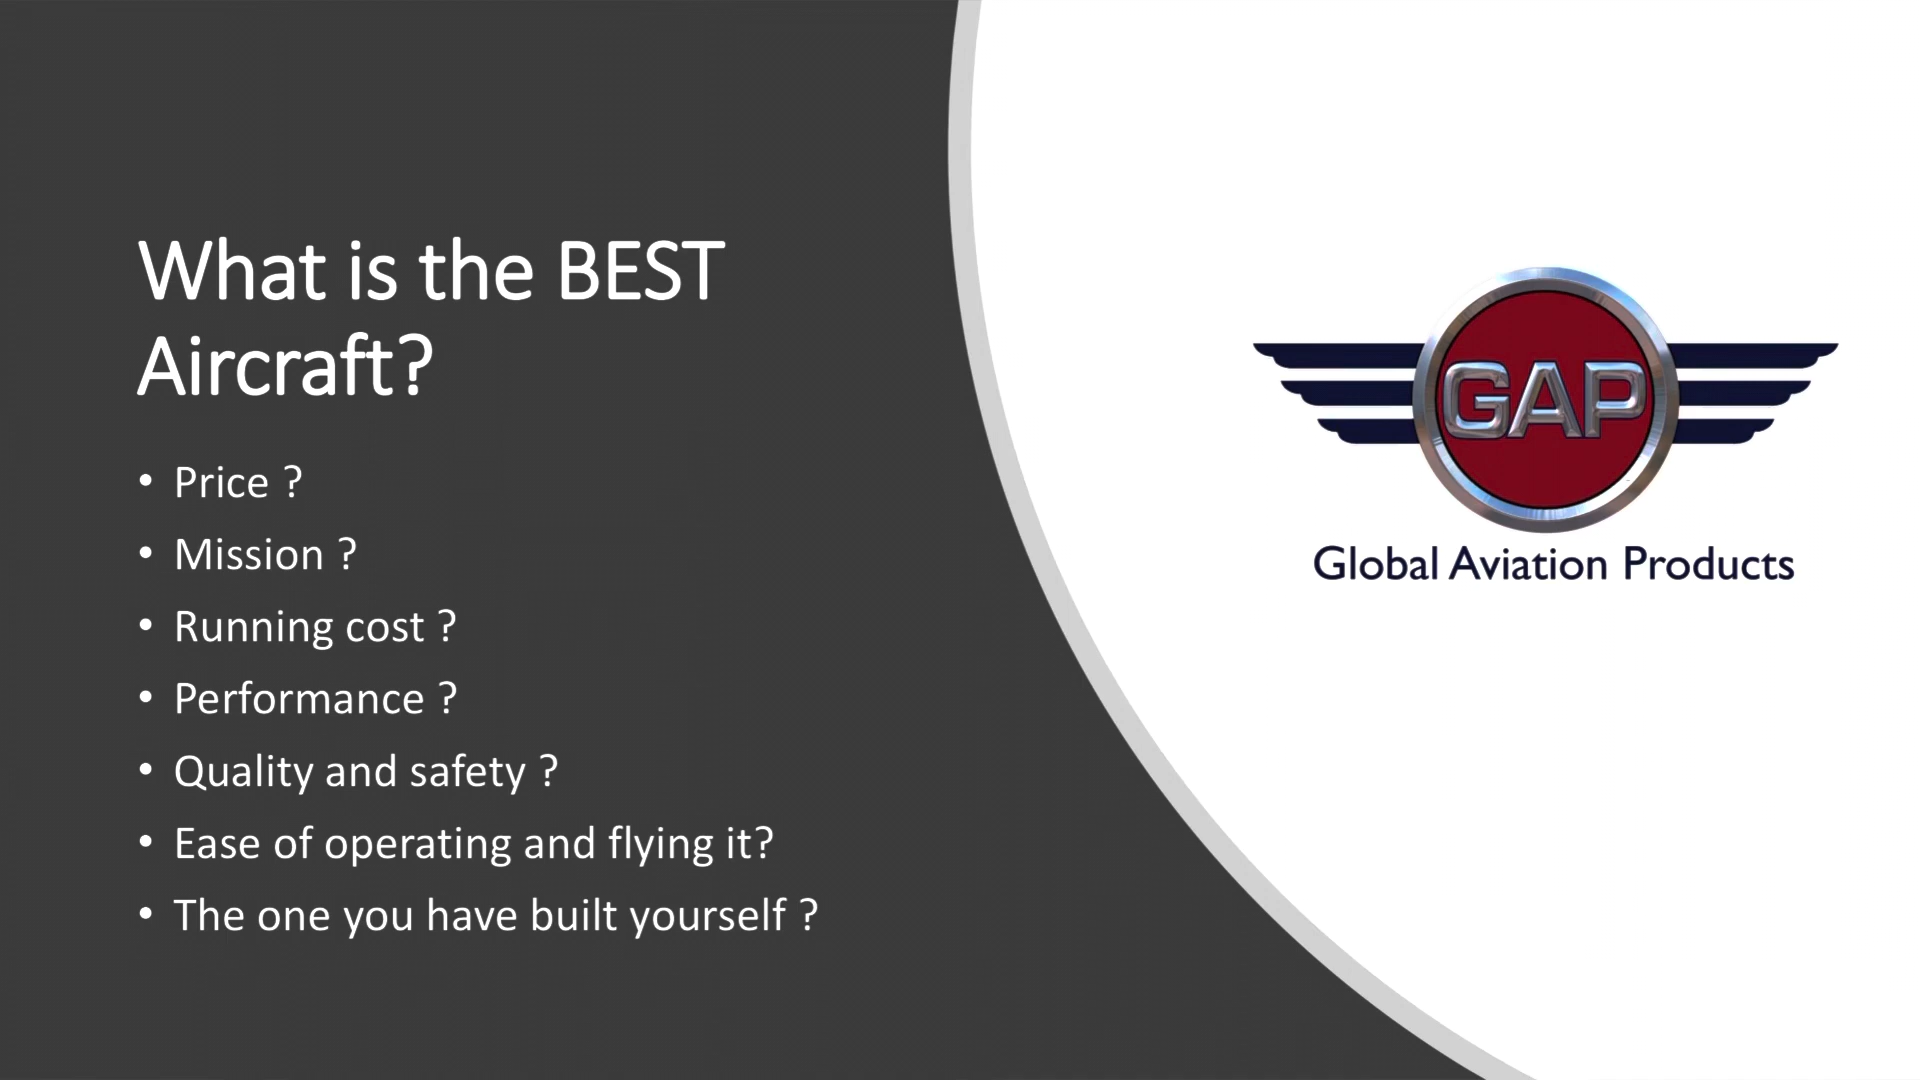 What is the BEST
Aircraft?
• Price ?
• Mission ?
• Running cost ?
• Performance ?
• Quality and safety ?
• Ease of operating and flying it?
• The one you have built yourself ?
GAP
Global Aviation Products